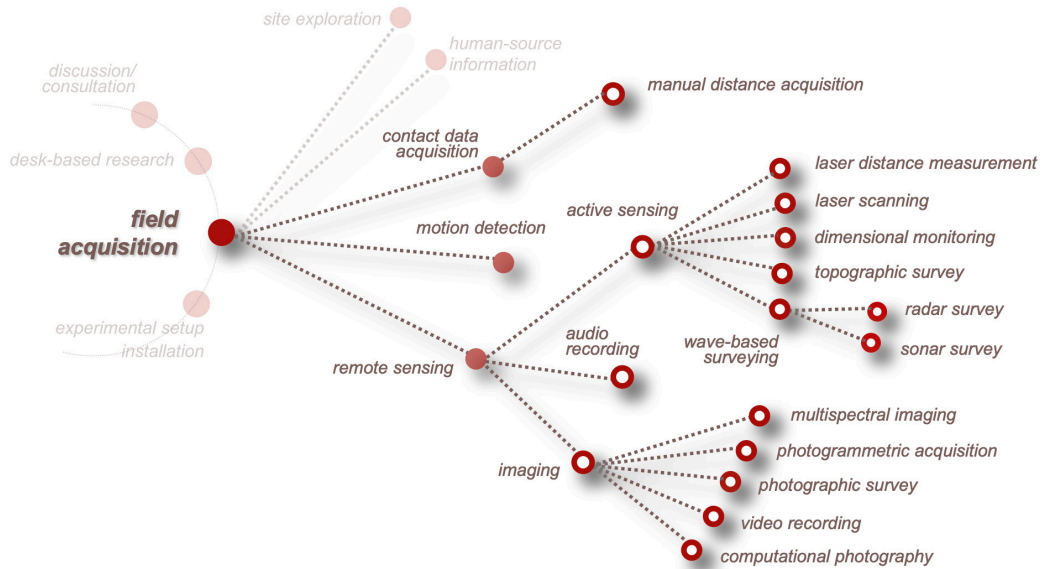 site exploration
human-source
information
discussion/
consultation
manual distance acquisition
contact data
acquisition
desk-based research
laser distance measurement
laser scanning
field
acquisition
active sensing
motion detection
dimensional monitoring
topographic survey
experimental setup
installation
radar survey
audio
recording
wave-based
surveying
sonar survey
remote sensing
multispectral imaging
imaging
photogrammetric acquisition
photographic survey
video recording
computational photography